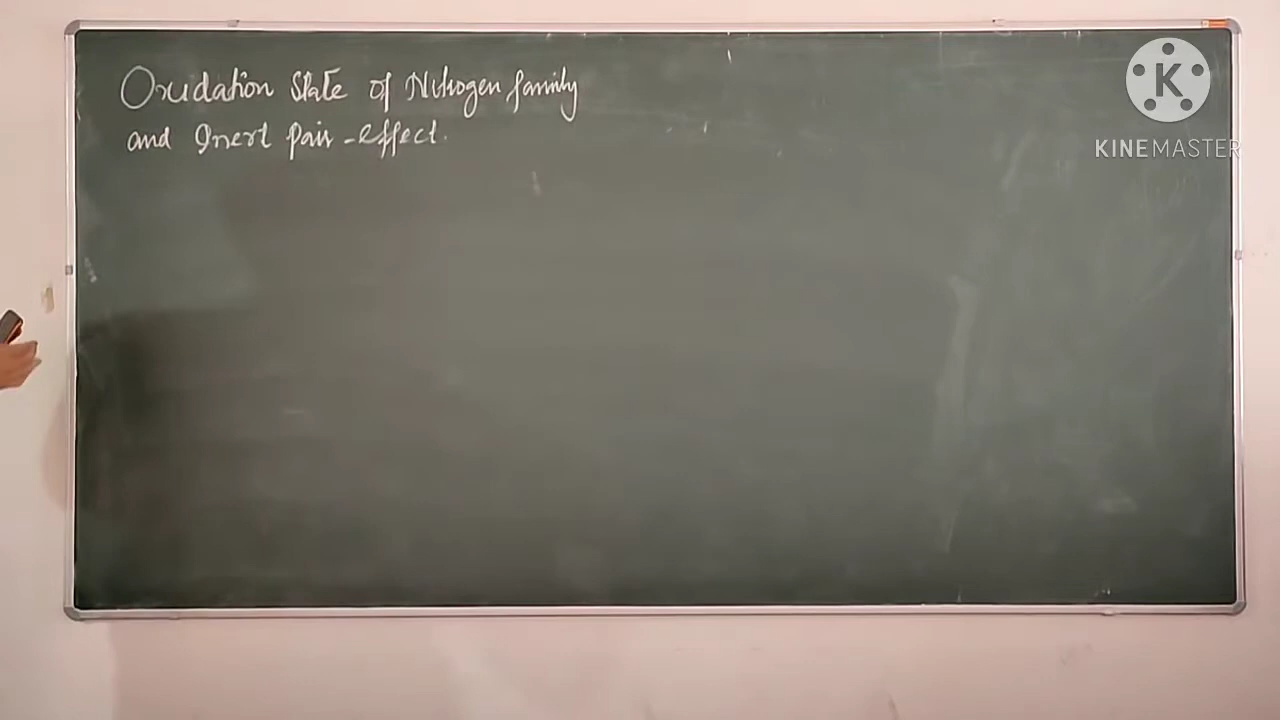 Oxidation State of Nitrogen family
and Inert pair-effect.
K
KINEMASTER